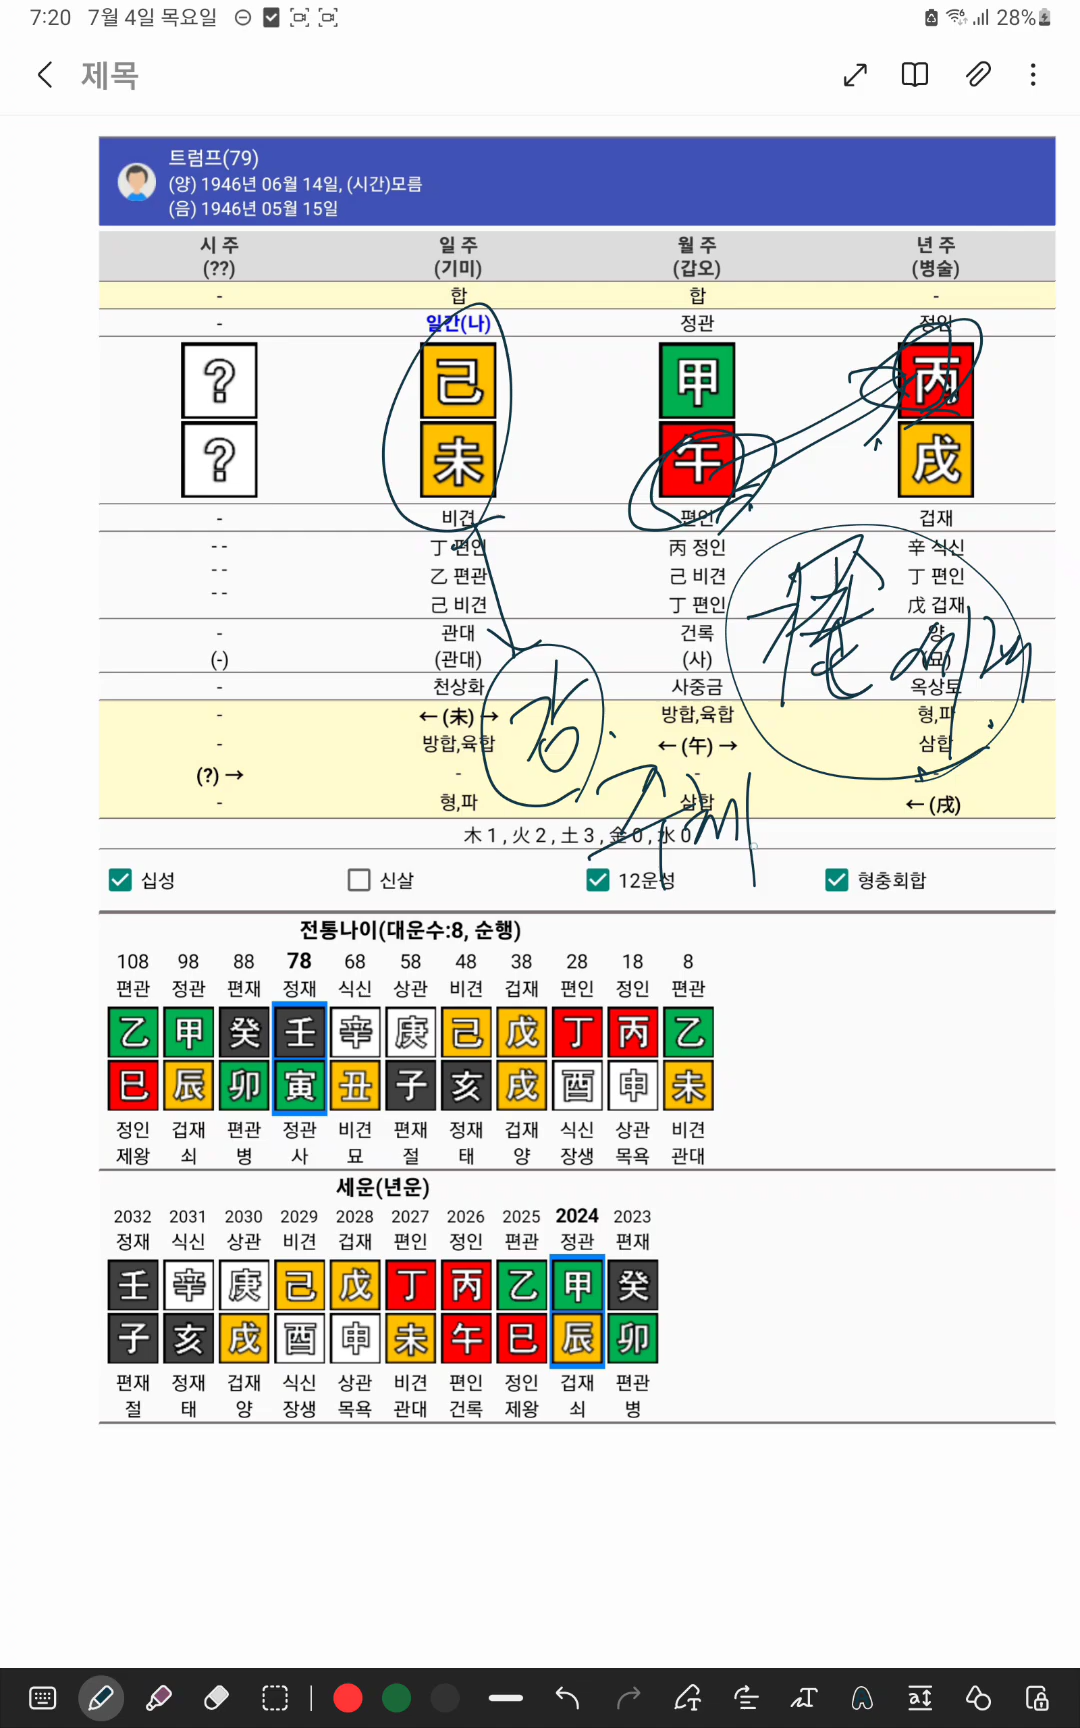 7:20 7월 4일 목요일 28%
제목
트럼프(79)
(양) 1946년 06월 14일, (시간)모름
(음) 1946년 05월 15일
시 주 일 주 월 주 년 주
(??) (기미) (갑오) (병술)
- 합 합 -
- 일간(나) 정관 정인
? 己 甲 丙
? 未 午 戌
- 비견 편인 겁재
-- 丁 편인 丙 정인 辛 식신
-- 乙 편관 己 비견 丁 편인
-- 己 비견 丁 편인 戊 겁재
- 관대 건록 양
(-) (관대) (사) (묘)
- 천상화 사중금 옥상토
- ←(未)→ 방합,육합 형,파
- 방합,육합 ←(午)→ 삼합
(?)→ - - -
- 형,파 삼합 ←(戌)
木1,火2,土3,金0,水0
십성 신살 12운성 형충회합
전통나이(대운수:8, 순행)
108 98 88 78 68 58 48 38 28 18 8
편관 정관 편재 정재 식신 상관 비견 겁재 편인 정인 편관
乙 甲 癸 壬 辛 庚 己 戊 丁 丙 乙
巳 辰 卯 寅 丑 子 亥 戌 酉 申 未
정인 겁재 편관 정관 비견 편재 정재 겁재 식신 상관 비견
제왕 쇠 병 사 묘 절 태 양 장생 목욕 관대
세운(년운)
2032 2031 2030 2029 2028 2027 2026 2025 2024 2023
정재 식신 상관 비견 겁재 편인 정인 편관 정관 편재
壬 辛 庚 己 戊 丁 丙 乙 甲 癸
子 亥 戌 酉 申 未 午 巳 辰 卯
편재 정재 겁재 식신 상관 비견 편인 정인 겁재 편관
절 태 양 장생 목욕 관대 건록 제왕 쇠 병